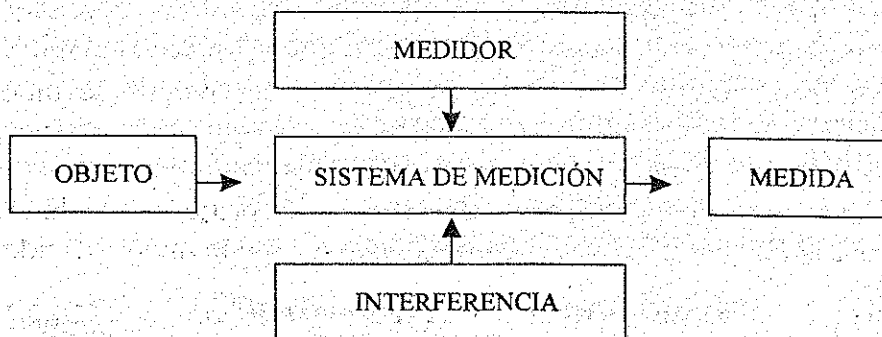 MEDIDOR
OBJETO
SISTEMA DE MEDICIÓN
MEDIDA
INTERFERENCIA